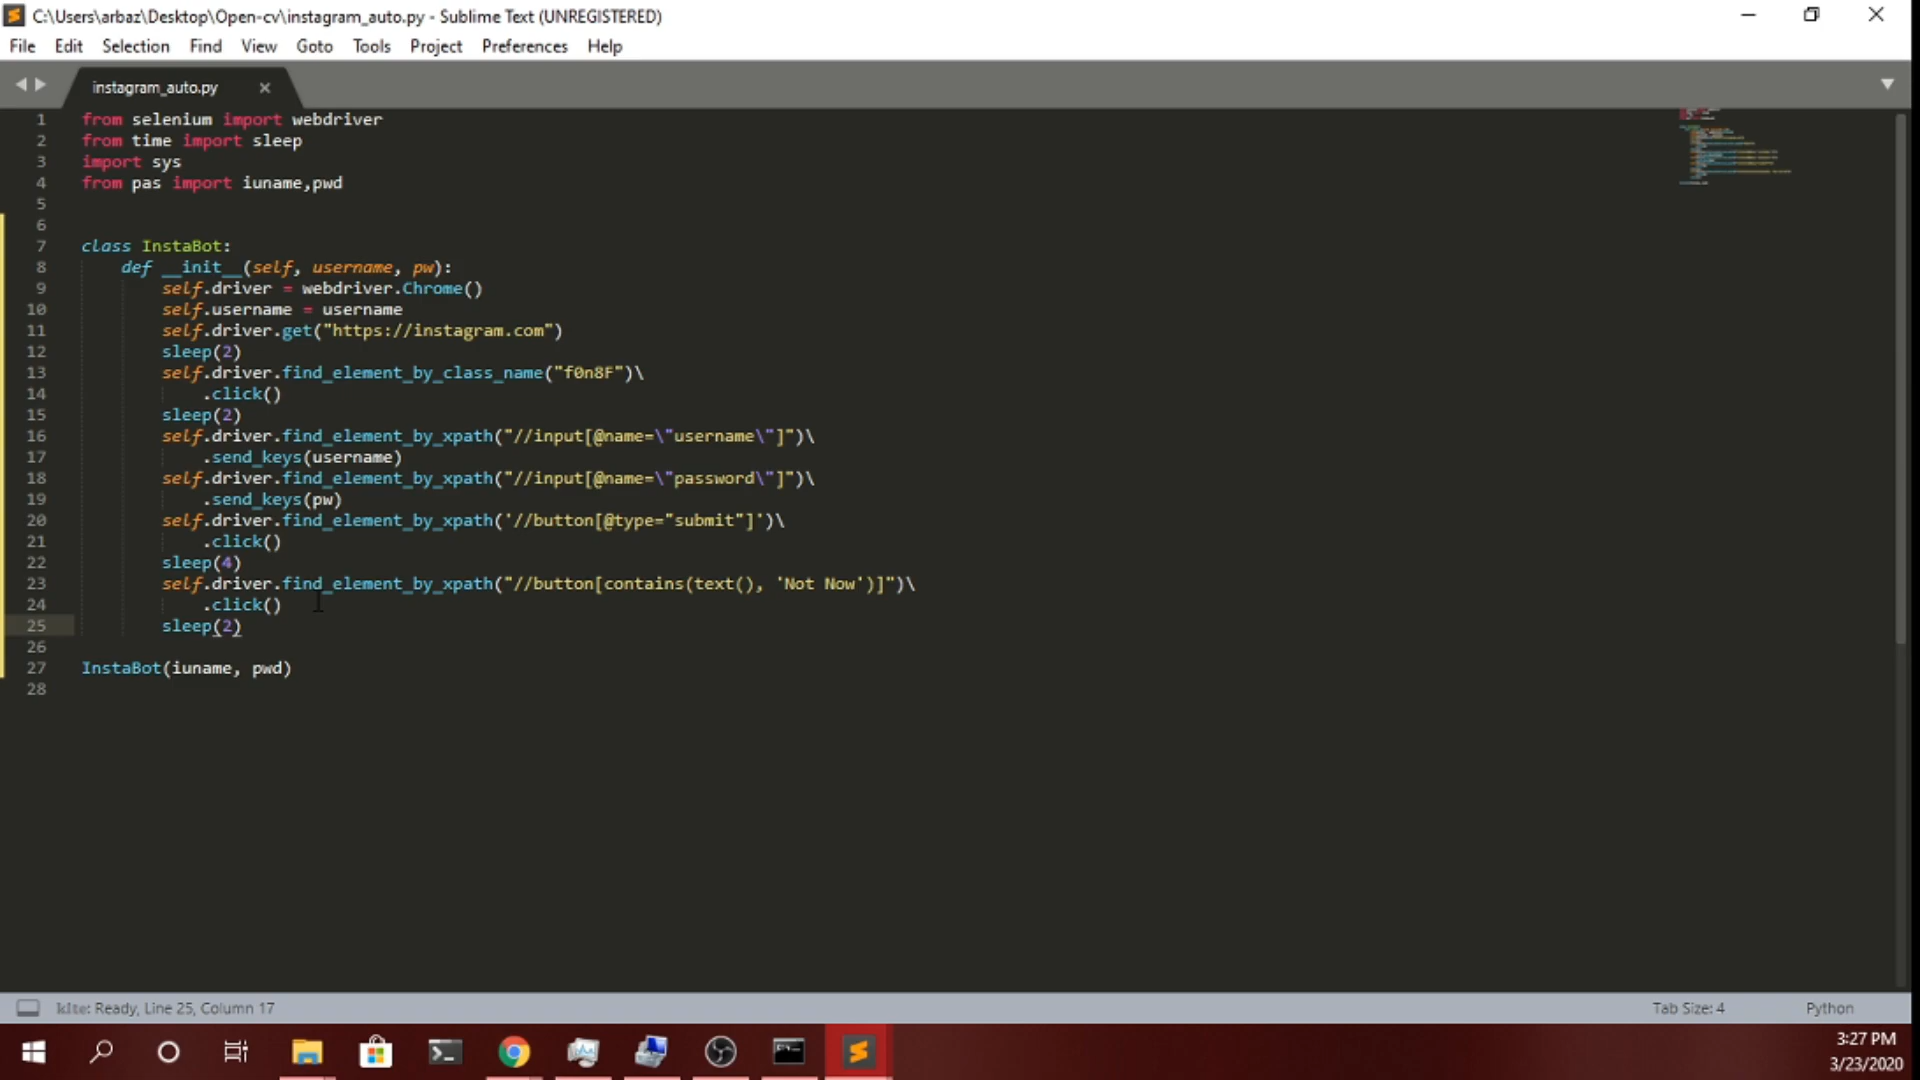 C:\Users\arbaz\Desktop\Open-cv\instagram_auto.py - Sublime Text (UNREGISTERED)
File Edit Selection Find View Goto Tools Project Preferences Help
instagram_auto.py
1 from selenium import webdriver
2 from time import sleep
3 import sys
4 from pas import iuname,pwd
5
6
7 class InstaBot:
8 def __init__(self, username, pw):
9 self.driver = webdriver.Chrome()
10 self.username = username
11 self.driver.get("https://instagram.com")
12 sleep(2)
13 self.driver.find_element_by_class_name("f0n8F")\
14 .click()
15 sleep(2)
16 self.driver.find_element_by_xpath("//input[@name=\"username\"]")\
17 .send_keys(username)
18 self.driver.find_element_by_xpath("//input[@name=\"password\"]")\
19 .send_keys(pw)
20 self.driver.find_element_by_xpath('//button[@type="submit"]')\
21 .click()
22 sleep(4)
23 self.driver.find_element_by_xpath("//button[contains(text(), 'Not Now')]")\
24 .click()
25 sleep(2)
26
27 InstaBot(iuname, pwd)
28
kite: Ready, Line 25, Column 17 Tab Size: 4 Python
3:27 PM
3/23/2020